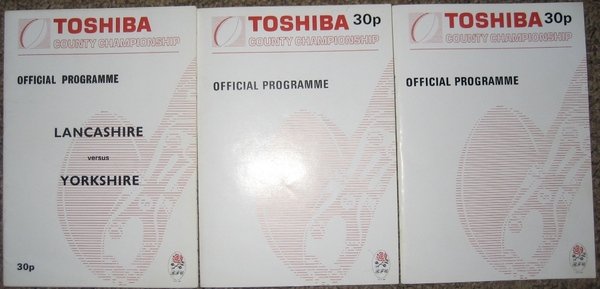 TOSHIBA
COUNTY CHAMPIONSHIP
OFFICIAL PROGRAMME
LANCASHIRE
versus
YORKSHIRE
30p
TOSHIBA 30p
COUNTY CHAMPIONSHIP
OFFICIAL PROGRAMME
TOSHIBA 30p
COUNTY CHAMPIONSHIP
OFFICIAL PROGRAMME